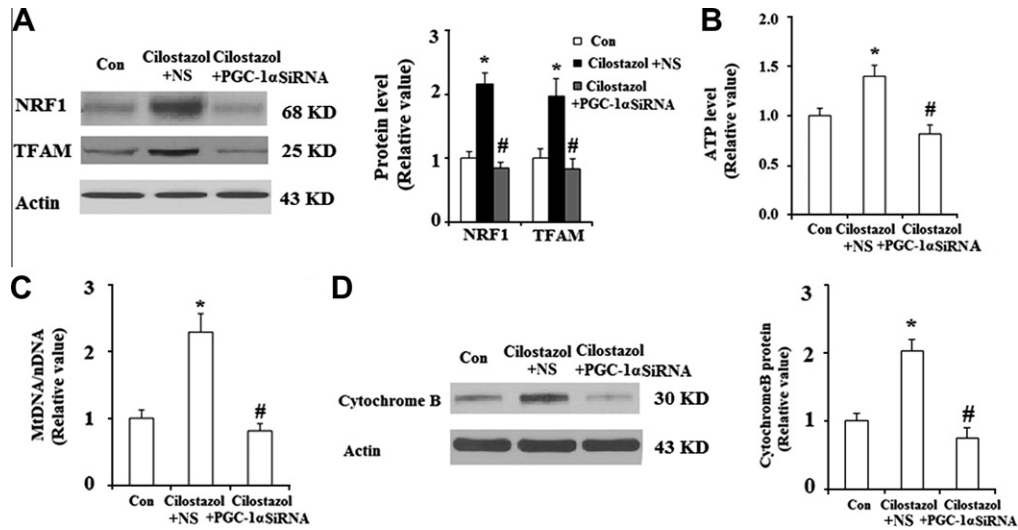 A
Con
Cilostazol
+NS
Cilostazol
+PGC-1αSiRNA
NRF1
68 KD
TFAM
25 KD
Actin
43 KD
Protein level
(Relative value)
3
2
1
0
*
#
*
#
NRF1
TFAM
Con
Cilostazol +NS
Cilostazol
+PGC-1αSiRNA
B
ATP level
(Relative value)
2.0
1.5
1.0
0.5
0.0
*
#
Con
Cilostazol
+NS
Cilostazol
+PGC-1αSiRNA
C
MtDNA/nDNA
(Relative value)
3
2
1
0
*
#
Con
Cilostazol
+NS
Cilostazol
+PGC-1αSiRNA
D
Con
Cilostazol
+NS
Cilostazol
+PGC-1αSiRNA
Cytochrome B
30 KD
Actin
43 KD
CytochromeB protein
(Relative value)
3
2
1
0
*
#
Con
Cilostazol
+NS
Cilostazol
+PGC-1αSiRNA